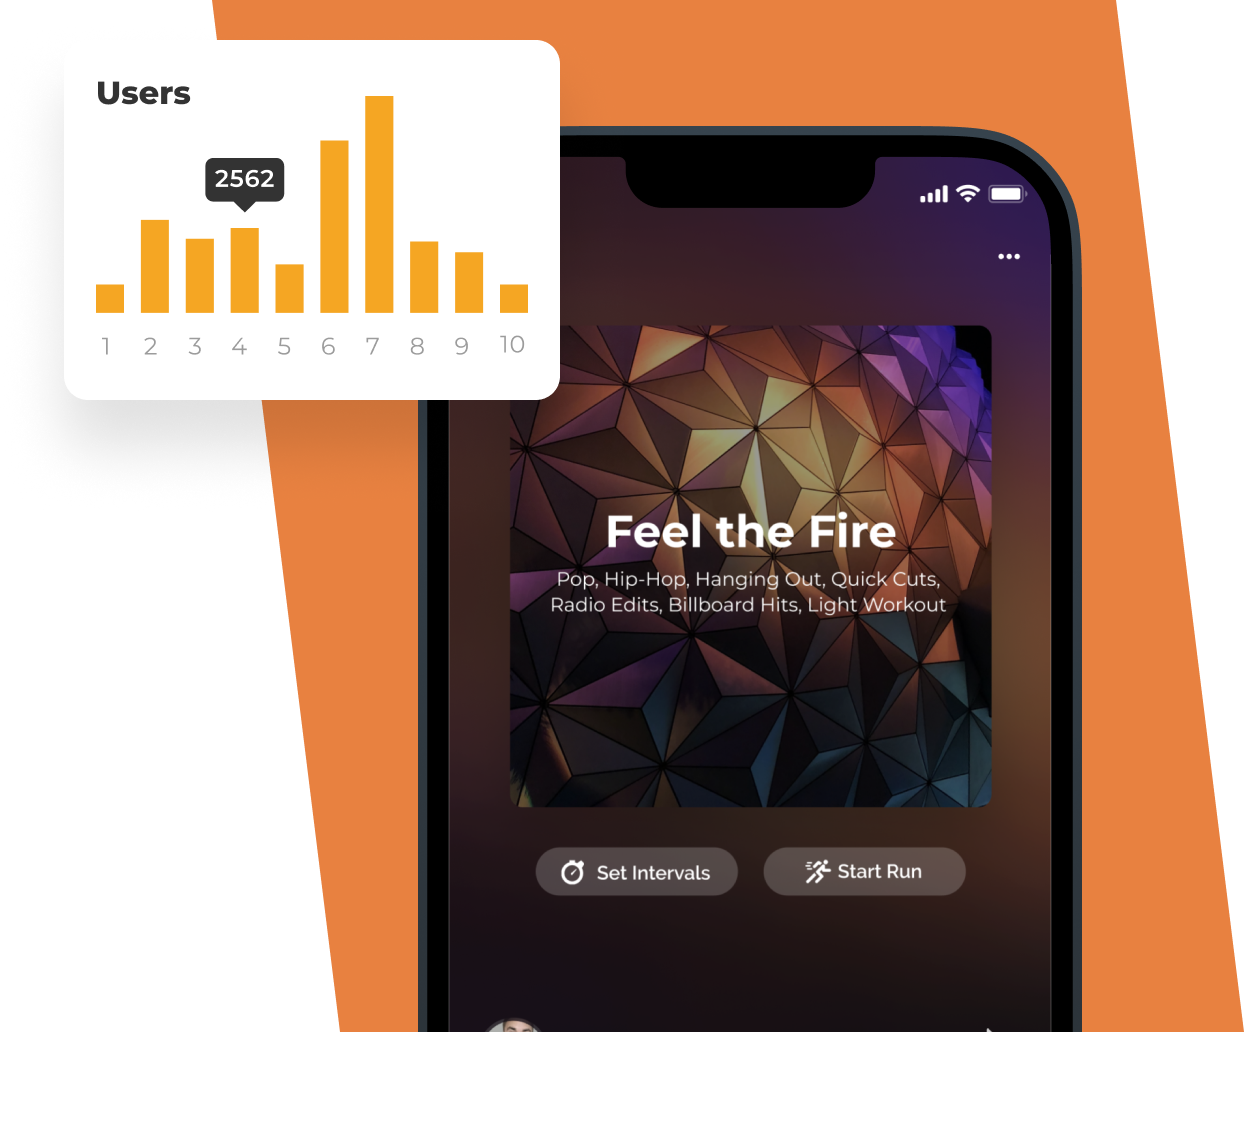 Users
2562
1 2 3 4 5 6 7 8 9 10
Feel the Fire
Pop, Hip-Hop, Hanging Out, Quick Cuts,
Radio Edits, Billboard Hits, Light Workout
Set Intervals
Start Run